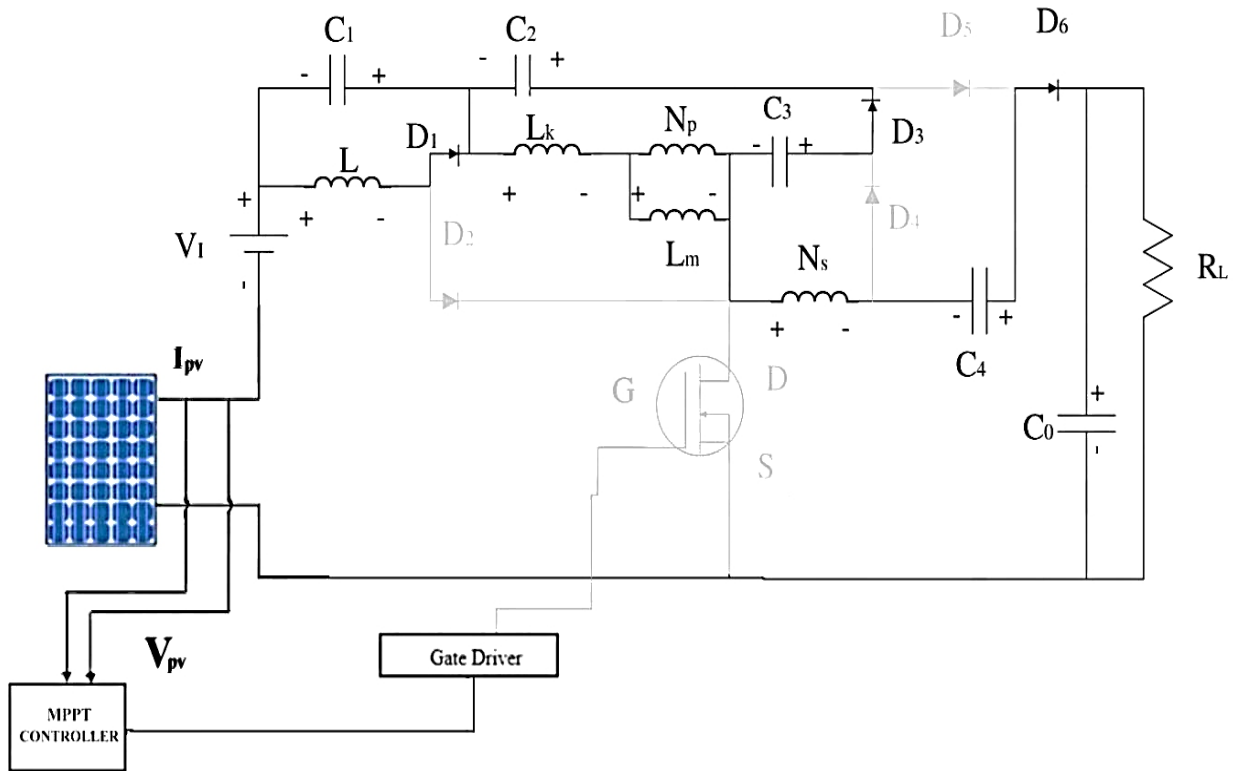 C1
C2
D5
D6
- +
- +
D1
Lk
Np
C3
- +
D3
L
+ -
+ -
+ -
D2
Lm
D4
VI
+
-
Ns
+ -
C4
- +
RL
Ipv
G
D
S
C0
+
-
Vpv
Gate Driver
MPPT
CONTROLLER